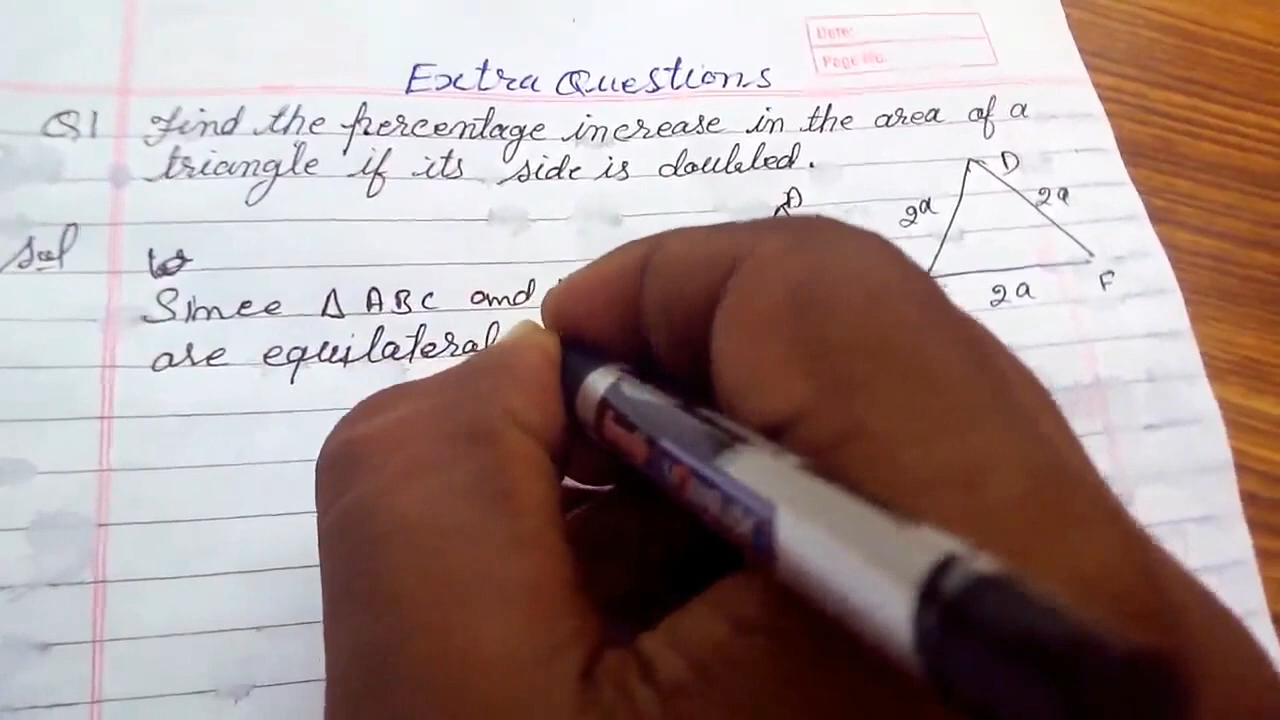 Date:
Page No.
Extra Questions
Q1 Find the percentage increase in the area of a
triangle if its side is doubled.
D
2a 2a
A
Sol
Since Δ ABC and
2a F
are equilateral